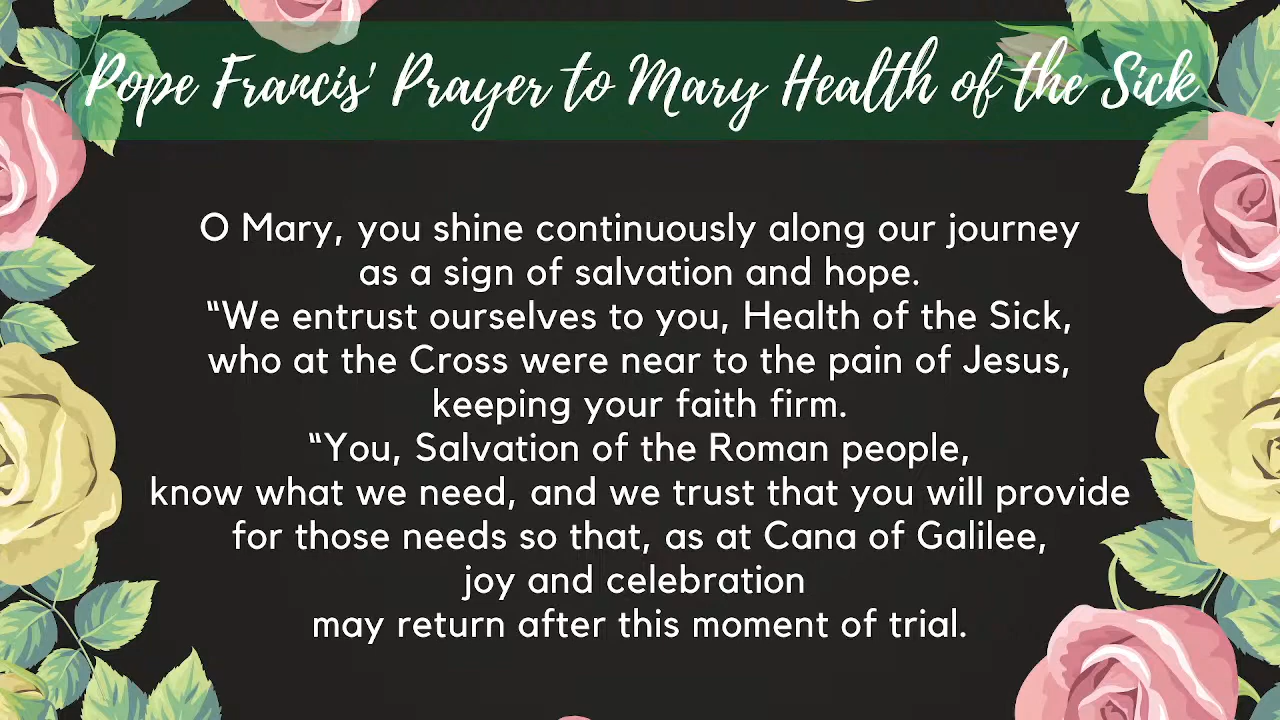 Pope Francis' Prayer to Mary Health of the Sick
O Mary, you shine continuously along our journey
as a sign of salvation and hope.
“We entrust ourselves to you, Health of the Sick,
who at the Cross were near to the pain of Jesus,
keeping your faith firm.
“You, Salvation of the Roman people,
know what we need, and we trust that you will provide
for those needs so that, as at Cana of Galilee,
joy and celebration
may return after this moment of trial.